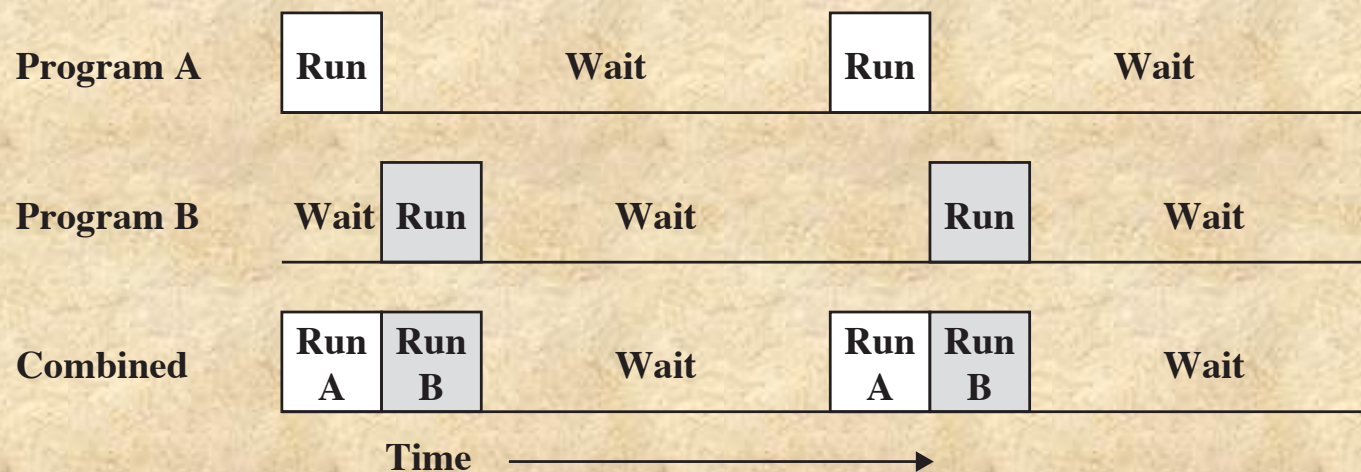 Program A Run Wait Run Wait
Program B Wait Run Wait Run Wait
Combined Run A Run B Wait Run A Run B Wait
Time